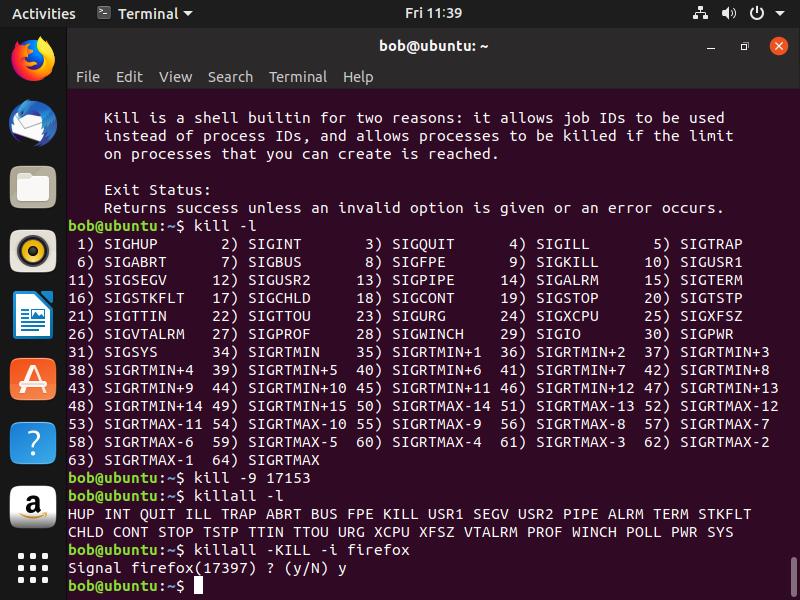 Activities Terminal Fri 11:39
bob@ubuntu: ~
File Edit View Search Terminal Help
Kill is a shell builtin for two reasons: it allows job IDs to be used
instead of process IDs, and allows processes to be killed if the limit
on processes that you can create is reached.
Exit Status:
Returns success unless an invalid option is given or an error occurs.
bob@ubuntu:~$ kill -l
1) SIGHUP 2) SIGINT 3) SIGQUIT 4) SIGILL 5) SIGTRAP
6) SIGABRT 7) SIGBUS 8) SIGFPE 9) SIGKILL 10) SIGUSR1
11) SIGSEGV 12) SIGUSR2 13) SIGPIPE 14) SIGALRM 15) SIGTERM
16) SIGSTKFLT 17) SIGCHLD 18) SIGCONT 19) SIGSTOP 20) SIGTSTP
21) SIGTTIN 22) SIGTTOU 23) SIGURG 24) SIGXCPU 25) SIGXFSZ
26) SIGVTALRM 27) SIGPROF 28) SIGWINCH 29) SIGIO 30) SIGPWR
31) SIGSYS 34) SIGRTMIN 35) SIGRTMIN+1 36) SIGRTMIN+2 37) SIGRTMIN+3
38) SIGRTMIN+4 39) SIGRTMIN+5 40) SIGRTMIN+6 41) SIGRTMIN+7 42) SIGRTMIN+8
43) SIGRTMIN+9 44) SIGRTMIN+10 45) SIGRTMIN+11 46) SIGRTMIN+12 47) SIGRTMIN+13
48) SIGRTMIN+14 49) SIGRTMIN+15 50) SIGRTMAX-14 51) SIGRTMAX-13 52) SIGRTMAX-12
53) SIGRTMAX-11 54) SIGRTMAX-10 55) SIGRTMAX-9 56) SIGRTMAX-8 57) SIGRTMAX-7
58) SIGRTMAX-6 59) SIGRTMAX-5 60) SIGRTMAX-4 61) SIGRTMAX-3 62) SIGRTMAX-2
63) SIGRTMAX-1 64) SIGRTMAX
bob@ubuntu:~$ kill -9 17153
bob@ubuntu:~$ killall -l
HUP INT QUIT ILL TRAP ABRT BUS FPE KILL USR1 SEGV USR2 PIPE ALRM TERM STKFLT
CHLD CONT STOP TSTP TTIN TTOU URG XCPU XFSZ VTALRM PROF WINCH POLL PWR SYS
bob@ubuntu:~$ killall -KILL -i firefox
Signal firefox(17397) ? (y/N) y
bob@ubuntu:~$